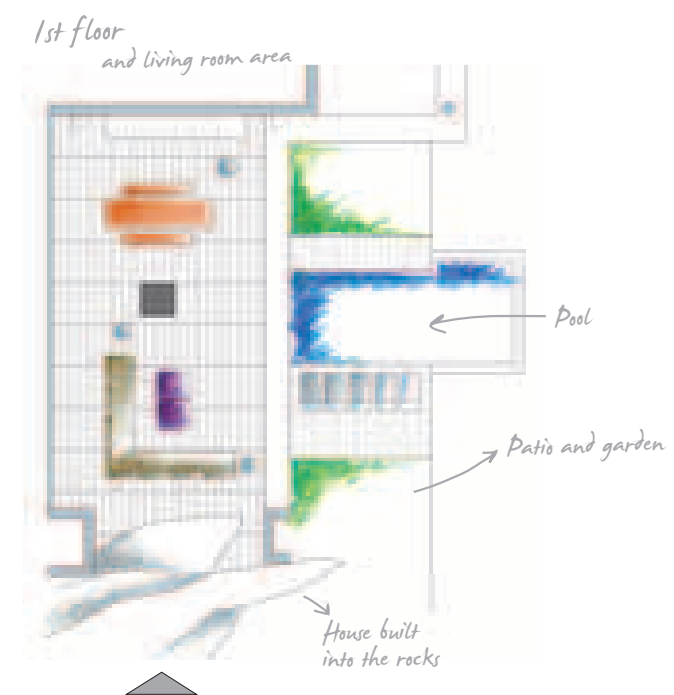 1st floor
and living room area
Pool
Patio and garden
House built
into the rocks